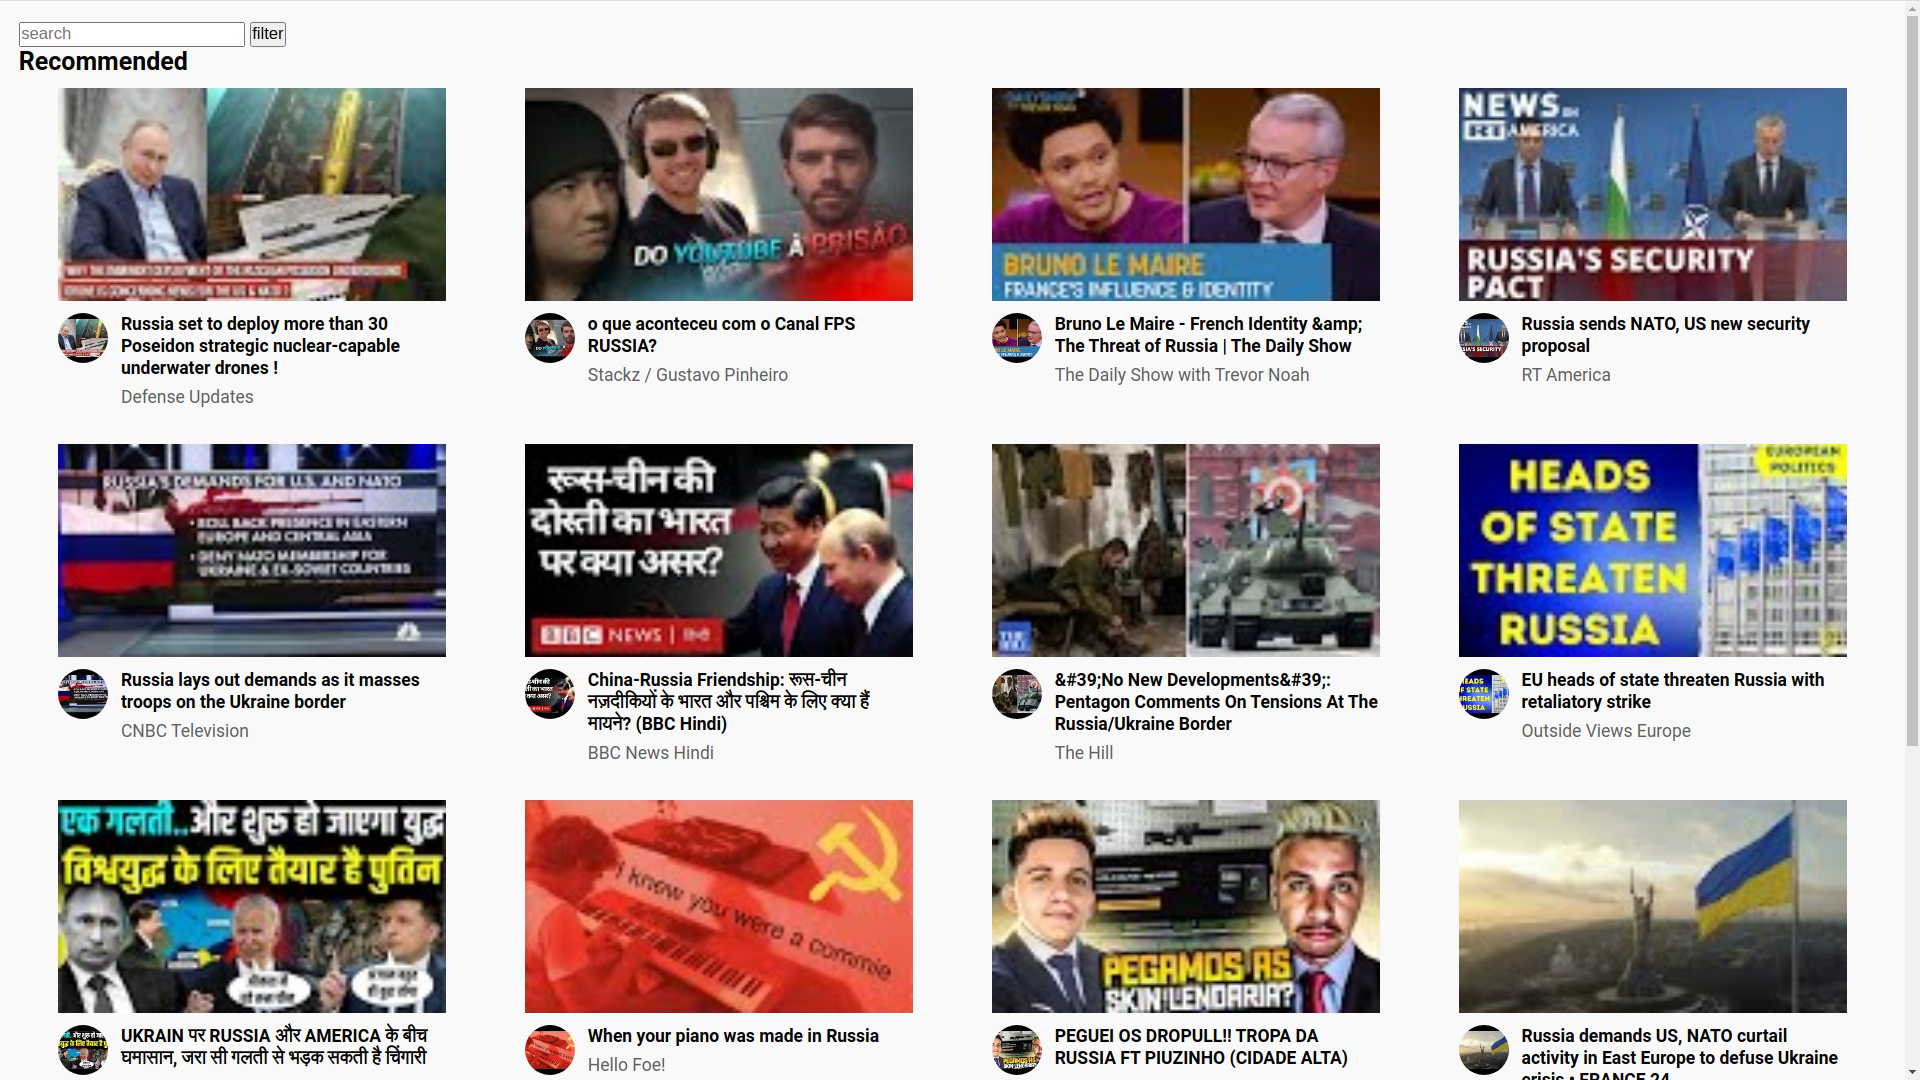 search
filter
Recommended
WHY THE IMMINENT DEPLOYMENT OF THE NUCLEAR POSEIDON UNDERGROUND
DRONE IS CONCERNING NEWS FOR THE US & NATO ?
DO YOUTUBE À PRISÃO
BRUNO LE MAIRE
FRANCE'S INFLUENCE & IDENTITY
NEWS
RT AMERICA
RUSSIA'S SECURITY
PACT
Russia set to deploy more than 30
Poseidon strategic nuclear-capable
underwater drones !
Defense Updates
o que aconteceu com o Canal FPS
RUSSIA?
Stackz / Gustavo Pinheiro
Bruno Le Maire - French Identity &amp;amp;
The Threat of Russia | The Daily Show
The Daily Show with Trevor Noah
Russia sends NATO, US new security
proposal
RT America
RUSSIA'S DEMANDS FOR U.S. AND NATO
• ROLL BACK PRESENCE IN EASTERN
EUROPE AND CENTRAL ASIA
• DENY NATO MEMBERSHIP FOR
UKRAINE & EX-SOVIET COUNTRIES
रूस-चीन की
दोस्ती का भारत
पर क्या असर?
BBC NEWS | हिन्दी
THE HILL
EUROPEAN
POLITICS
HEADS
OF STATE
THREATEN
RUSSIA
Russia lays out demands as it masses
troops on the Ukraine border
CNBC Television
China-Russia Friendship: रूस-चीन
नज़दीकियों के भारत और पश्चिम के लिए क्या हैं
मायने? (BBC Hindi)
BBC News Hindi
&amp;#39;No New Developments&amp;#39;:
Pentagon Comments On Tensions At The
Russia/Ukraine Border
The Hill
EU heads of state threaten Russia with
retaliatory strike
Outside Views Europe
एक गलती..और शुरू हो जाएगा युद्ध
विश्वयुद्ध के लिए तैयार है पुतिन
I know you were a commie
PEGAMOS AS
SKIN LENDARIA?
UKRAIN पर RUSSIA और AMERICA के बीच
घमासान, जरा सी गलती से भड़क सकती है चिंगारी
When your piano was made in Russia
Hello Foe!
PEGUEI OS DROPULL!! TROPA DA
RUSSIA FT PIUZINHO (CIDADE ALTA)
Russia demands US, NATO curtail
activity in East Europe to defuse Ukraine
crisis • FRANCE 24